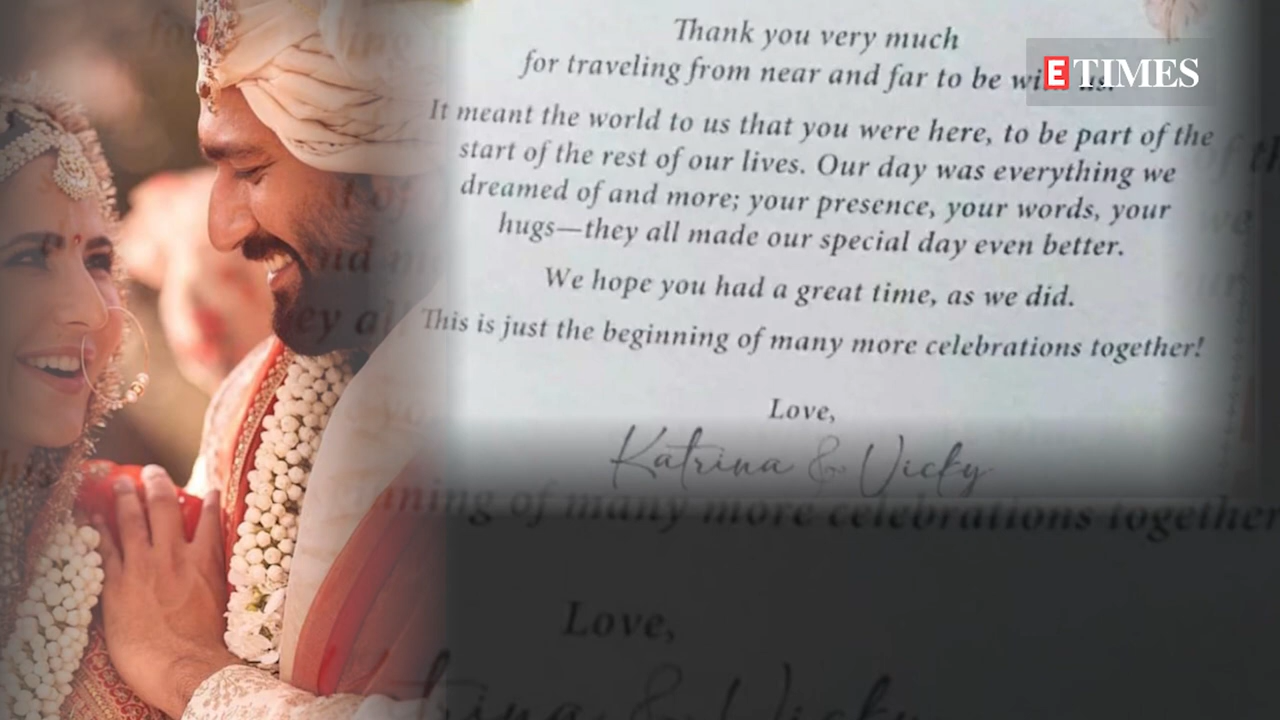 Thank you very much
for traveling from near and far to be with us.
ETIMES
It meant the world to us that you were here, to be part of the
start of the rest of our lives. Our day was everything we
dreamed of and more; your presence, your words, your
hugs—they all made our special day even better.
We hope you had a great time, as we did.
This is just the beginning of many more celebrations together!
Love,
Katrina & Vicky
ning of many more celebrations together
Love,